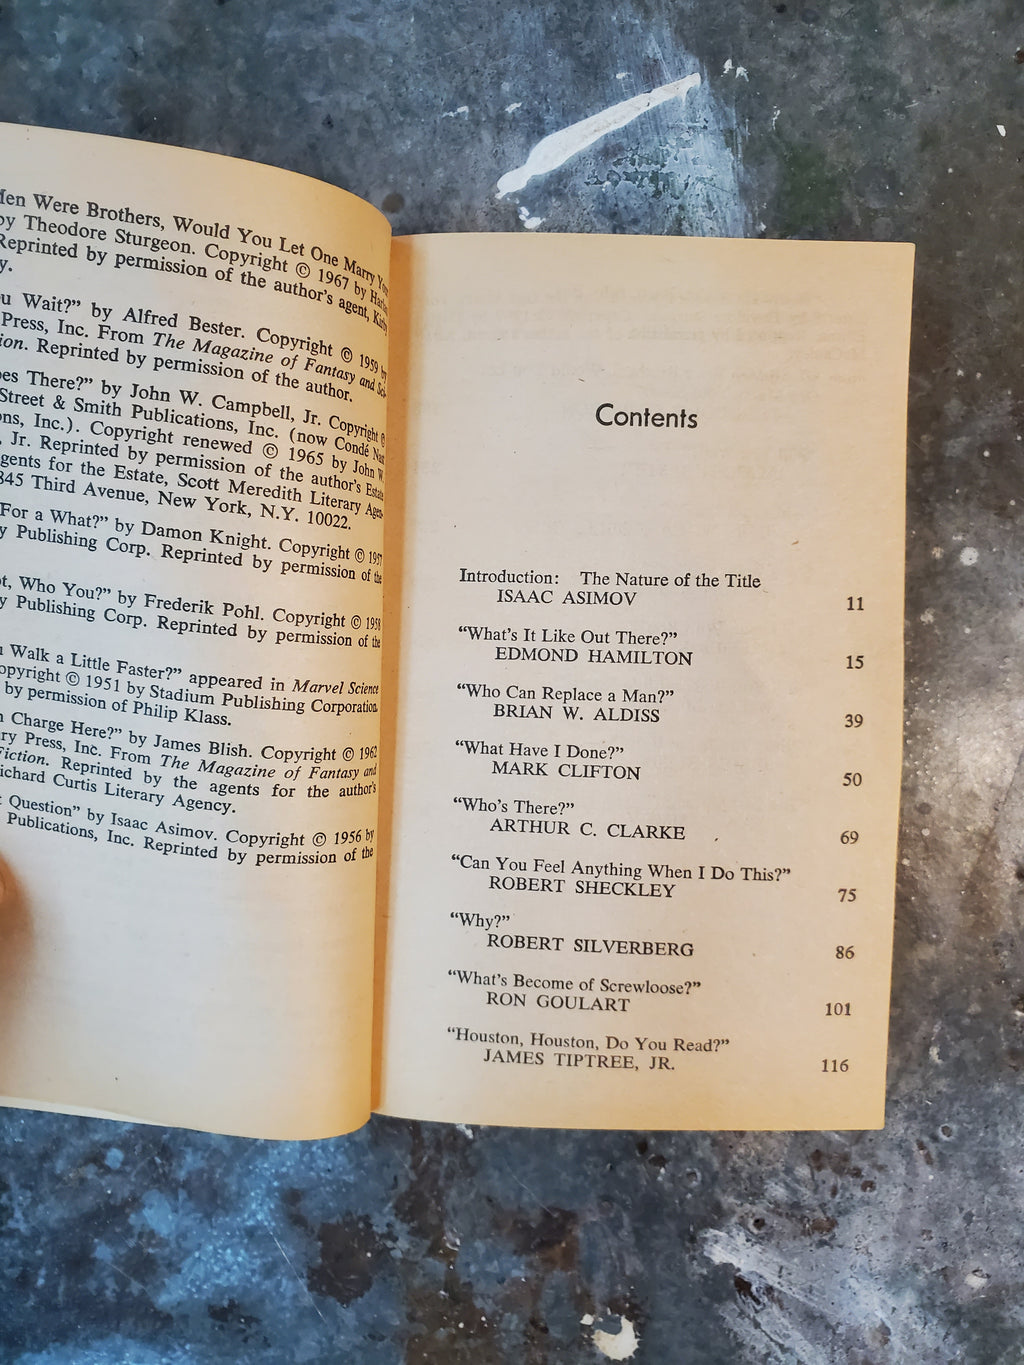 Men Were Brothers, Would You Let One Marry
by Theodore Sturgeon. Copyright © 1967 by
Reprinted by permission of the author's agent, Kirby
y.
u Wait?" by Alfred Bester. Copyright © 1959 by
Press, Inc. From The Magazine of Fantasy and
ion. Reprinted by permission of the author.
oes There?" by John W. Campbell, Jr. Copyright ©
Street & Smith Publications, Inc. (now Condé
ons, Inc.). Copyright renewed © 1965 by John W.
, Jr. Reprinted by permission of the author's Estate
gents for the Estate, Scott Meredith Literary
845 Third Avenue, New York, N.Y. 10022.
For a What?" by Damon Knight. Copyright © 1957
y Publishing Corp. Reprinted by permission of the
ot, Who You?" by Frederik Pohl. Copyright © 1958
y Publishing Corp. Reprinted by permission of the
u Walk a Little Faster?" appeared in Marvel Science
opyright © 1951 by Stadium Publishing Corporation.
by permission of Philip Klass.
n Charge Here?" by James Blish. Copyright © 1962
ry Press, Inc. From The Magazine of Fantasy and
Fiction. Reprinted by the agents for the author's
ichard Curtis Literary Agency.
t Question" by Isaac Asimov. Copyright © 1956 by
Publications, Inc. Reprinted by permission of the
Contents
Introduction: The Nature of the Title
ISAAC ASIMOV 11
"What's It Like Out There?"
EDMOND HAMILTON 15
"Who Can Replace a Man?"
BRIAN W. ALDISS 39
"What Have I Done?"
MARK CLIFTON 50
"Who's There?"
ARTHUR C. CLARKE 69
"Can You Feel Anything When I Do This?"
ROBERT SHECKLEY 75
"Why?"
ROBERT SILVERBERG 86
"What's Become of Screwloose?"
RON GOULART 101
"Houston, Houston, Do You Read?"
JAMES TIPTREE, JR. 116